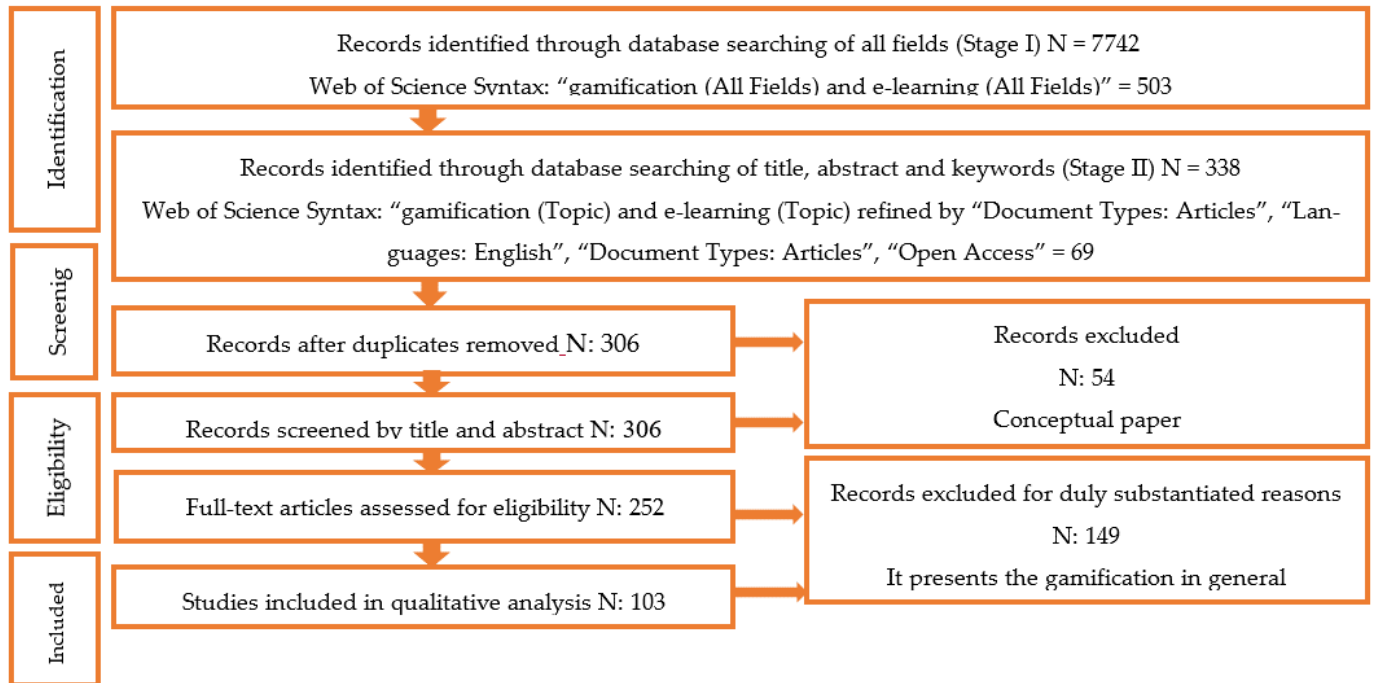 Identification
Records identified through database searching of all fields (Stage I) N = 7742
Web of Science Syntax: “gamification (All Fields) and e-learning (All Fields)” = 503
Records identified through database searching of title, abstract and keywords (Stage II) N = 338
Web of Science Syntax: “gamification (Topic) and e-learning (Topic) refined by “Document Types: Articles”, “Lan-
guages: English”, “Document Types: Articles”, “Open Access” = 69
Screenig
Records after duplicates removed N: 306
Records excluded
N: 54
Conceptual paper
Eligibility
Records screened by title and abstract N: 306
Full-text articles assessed for eligibility N: 252
Records excluded for duly substantiated reasons
N: 149
It presents the gamification in general
Included
Studies included in qualitative analysis N: 103